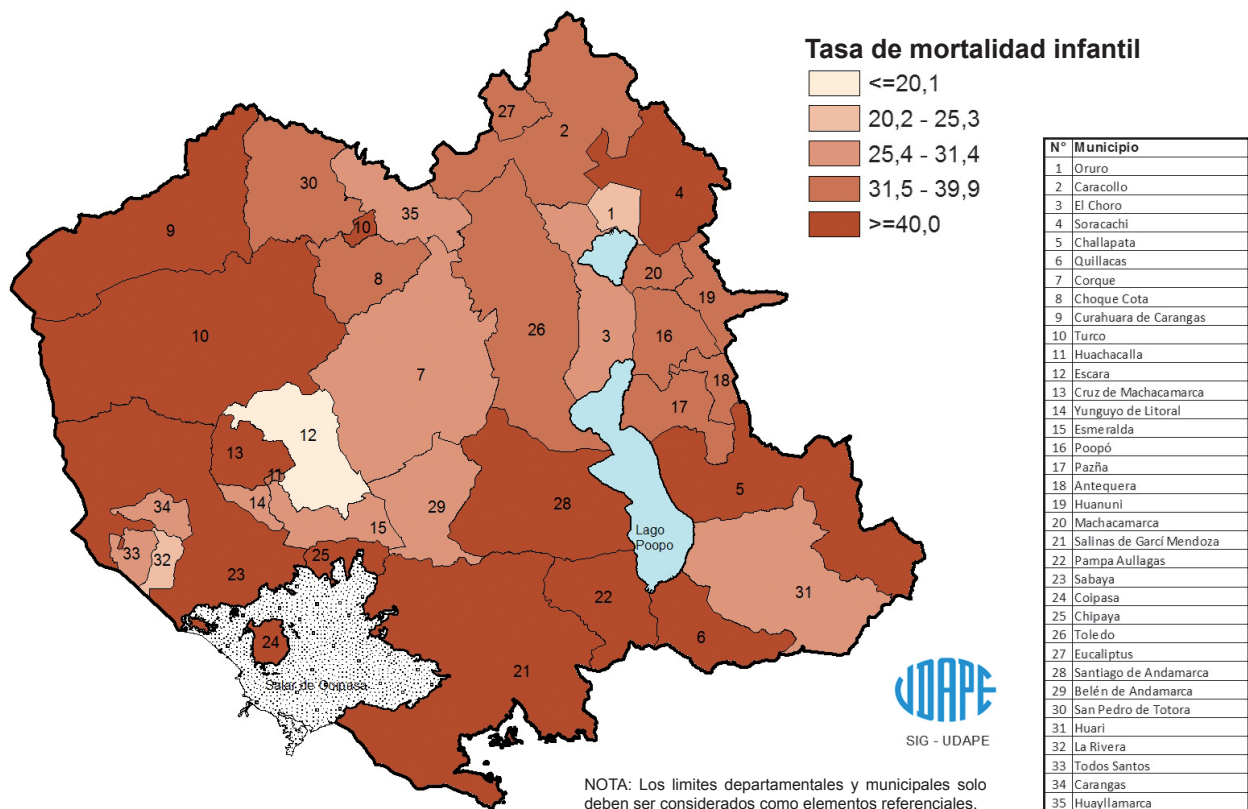 Tasa de mortalidad infantil
<=20,1
20,2 - 25,3
25,4 - 31,4
31,5 - 39,9
>=40,0
27
2
30
4
35
1
9
10
8
20
19
10
26
3
16
7
18
12
17
13
11
5
14
29
28
34
15
33
32
25
23
Lago
Poopo
31
22
24
6
21
Salar de Coipasa
UDAPE
SIG - UDAPE
NOTA: Los limites departamentales y municipales solo
deben ser considerados como elementos referenciales.
N° Municipio
1 Oruro
2 Caracollo
3 El Choro
4 Soracachi
5 Challapata
6 Quillacas
7 Corque
8 Choque Cota
9 Curahuara de Carangas
10 Turco
11 Huachacalla
12 Escara
13 Cruz de Machacamarca
14 Yunguyo de Litoral
15 Esmeralda
16 Poopó
17 Pazña
18 Antequera
19 Huanuni
20 Machacamarca
21 Salinas de Garcí Mendoza
22 Pampa Aullagas
23 Sabaya
24 Coipasa
25 Chipaya
26 Toledo
27 Eucaliptus
28 Santiago de Andamarca
29 Belén de Andamarca
30 San Pedro de Totora
31 Huari
32 La Rivera
33 Todos Santos
34 Carangas
35 Huayllamarca